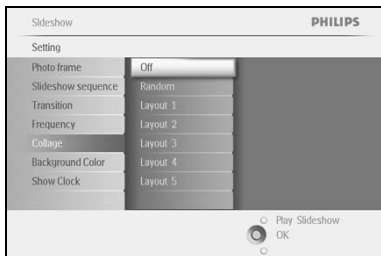 Slideshow PHILIPS
Setting
Photo frame Off
Slideshow sequence Random
Transition Layout 1
Frequency Layout 2
Collage Layout 3
Background Color Layout 4
Show Clock Layout 5
Play Slideshow
OK